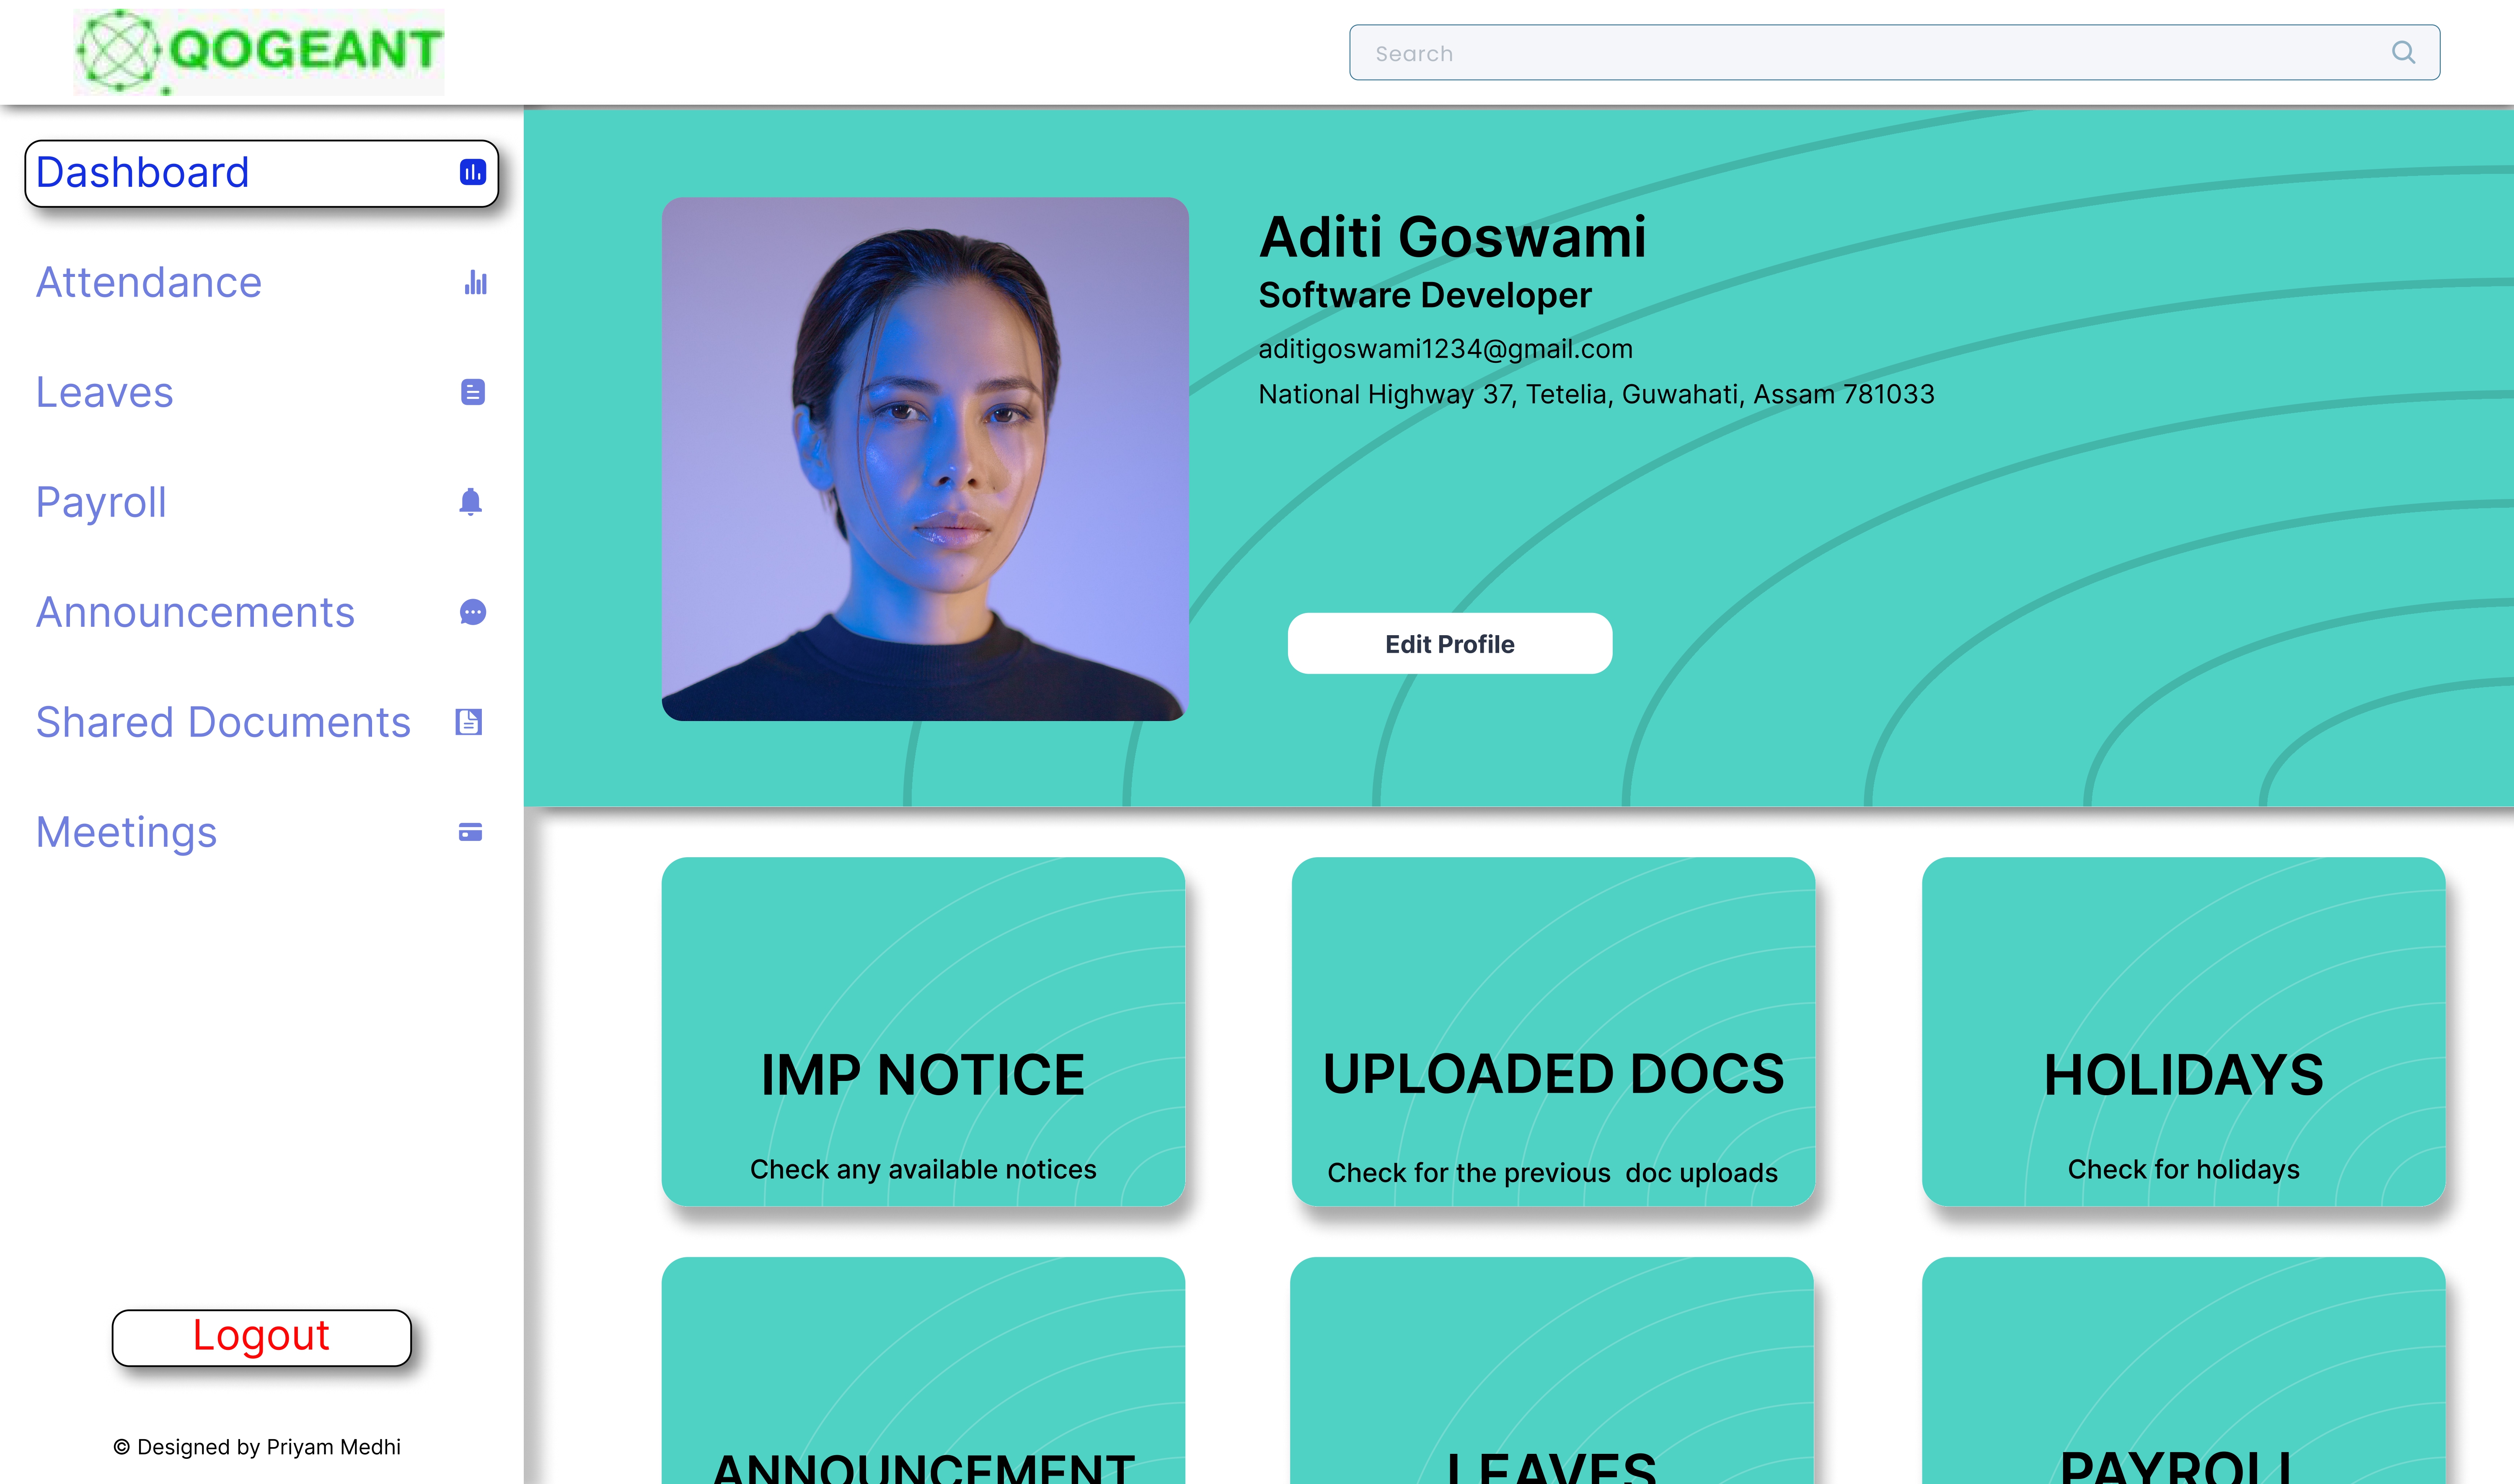 QOGEANT
Search
Dashboard
Attendance
Leaves
Payroll
Announcements
Shared Documents
Meetings
Logout
© Designed by Priyam Medhi
Aditi Goswami
Software Developer
aditigoswami1234@gmail.com
National Highway 37, Tetelia, Guwahati, Assam 781033
Edit Profile
IMP NOTICE
Check any available notices
UPLOADED DOCS
Check for the previous  doc uploads
HOLIDAYS
Check for holidays
ANNOUNCEMENT
LEAVES
PAYROLL